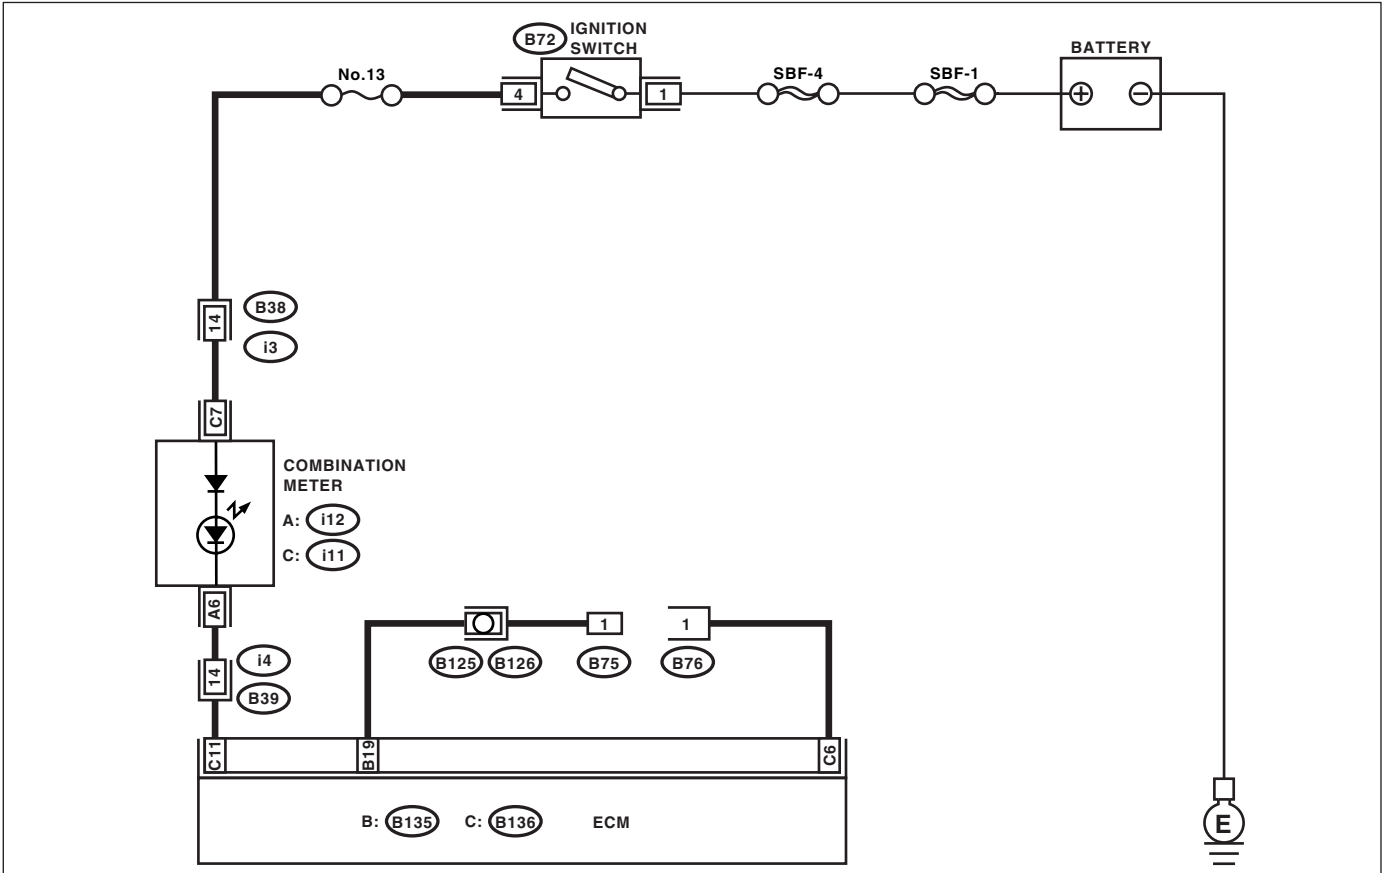 B72 IGNITION
SWITCH
BATTERY
No.13
SBF-4
SBF-1
4
1
+
−
14
B38
i3
C7
COMBINATION
METER
A: i12
C: i11
A6
14
i4
B39
1
1
B125 B126 B75 B76
C11
B19
C6
B: B135 C: B136 ECM
E